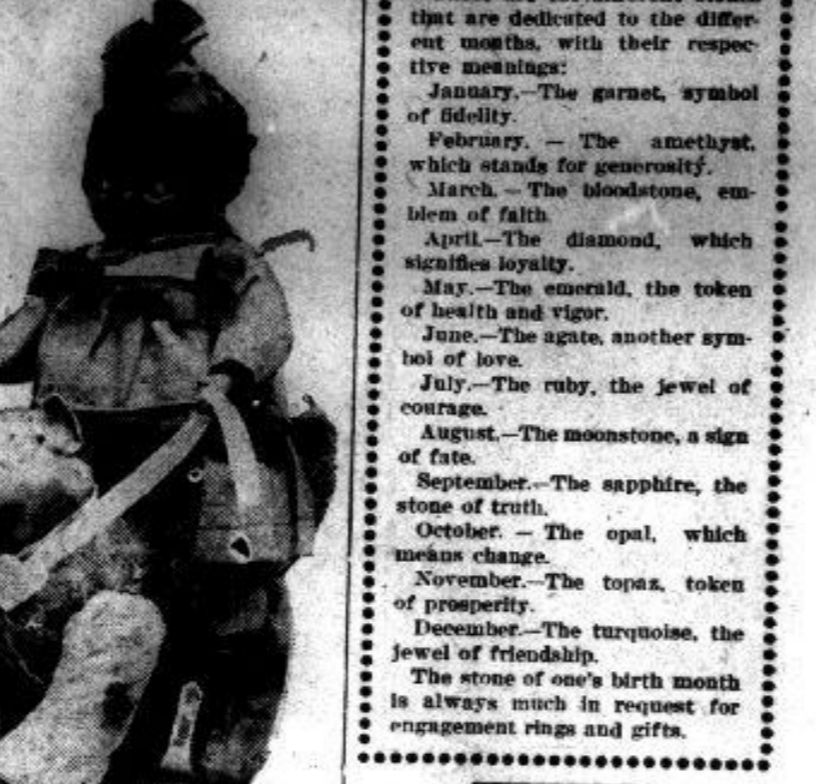 that are dedicated to the differ-
ent months, with their respec-
tive meanings:
January.—The garnet, symbol
of fidelity.
February. — The amethyst,
which stands for generosity.
March. — The bloodstone, em-
blem of faith.
April.—The diamond, which
signifies loyalty.
May.—The emerald, the token
of health and vigor.
June.—The agate, another sym-
bol of love.
July.—The ruby, the jewel of
courage.
August.—The moonstone, a sign
of fate.
September.—The sapphire, the
stone of truth.
October. — The opal, which
means change.
November.—The topaz, token
of prosperity.
December.—The turquoise, the
jewel of friendship.
The stone of one's birth month
is always much in request for
engagement rings and gifts.